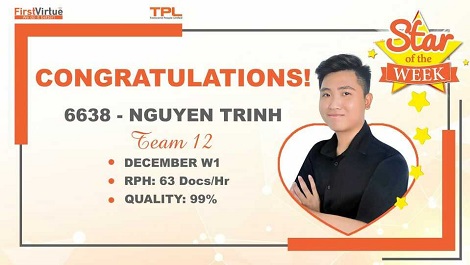 FirstVirtue
TPL
Star
of the
WEEK
CONGRATULATIONS!
6638 - NGUYEN TRINH
Team 12
DECEMBER W1
RPH: 63 Docs/Hr
QUALITY: 99%